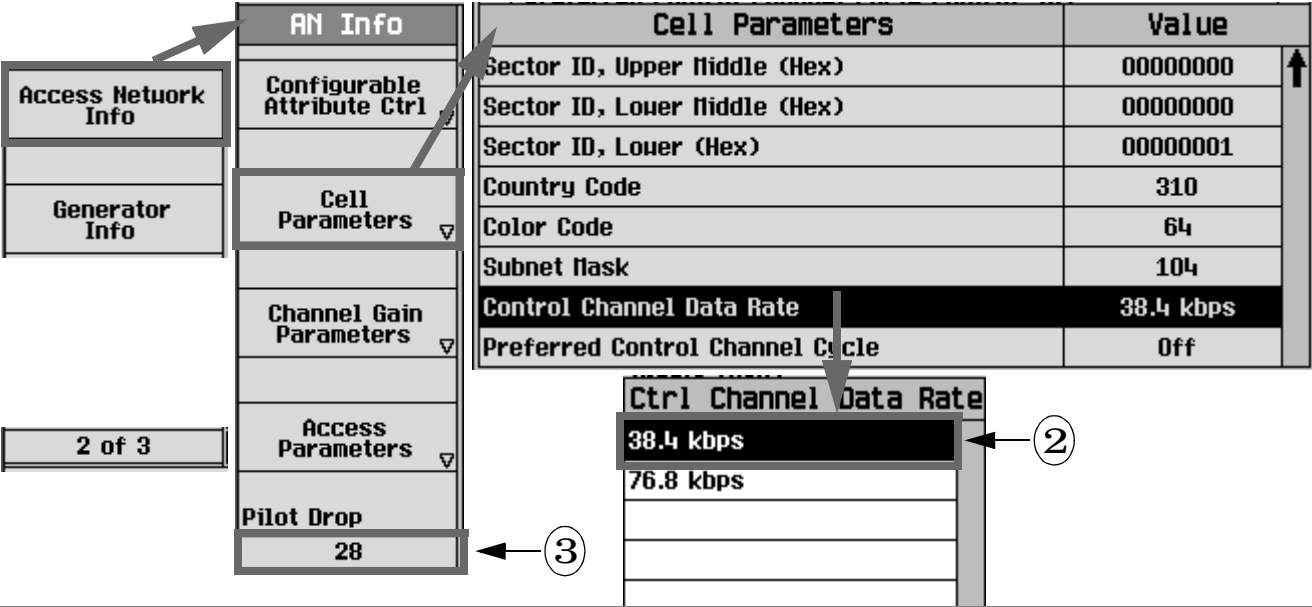 Access Network
Info
Generator
Info
2 of 3
AN Info
Configurable
Attribute Ctrl
Cell
Parameters
Channel Gain
Parameters
Access
Parameters
Pilot Drop
28
3
Cell Parameters Value
Sector ID, Upper Middle (Hex) 00000000
Sector ID, Lower Middle (Hex) 00000000
Sector ID, Lower (Hex) 00000001
Country Code 310
Color Code 64
Subnet Mask 104
Control Channel Data Rate 38.4 kbps
Preferred Control Channel Cycle Off
Ctrl Channel Data Rate
38.4 kbps
2
76.8 kbps